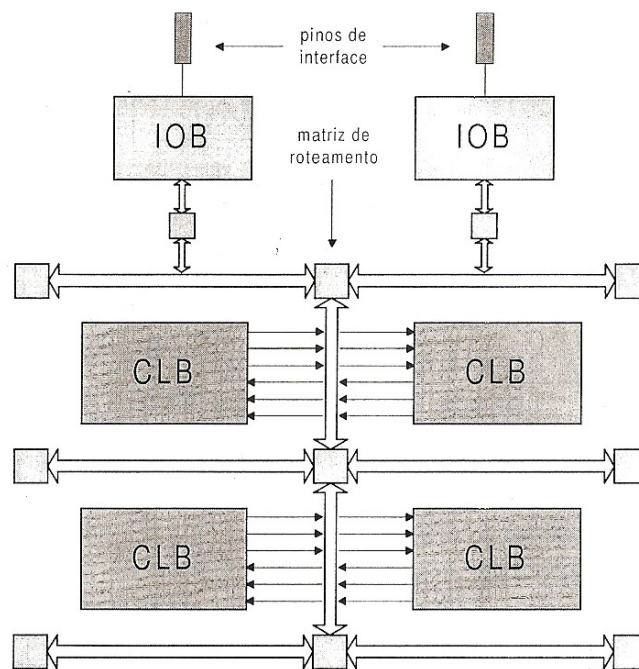 pinos de
interface
IOB
IOB
matriz de
roteamento
CLB
CLB
CLB
CLB